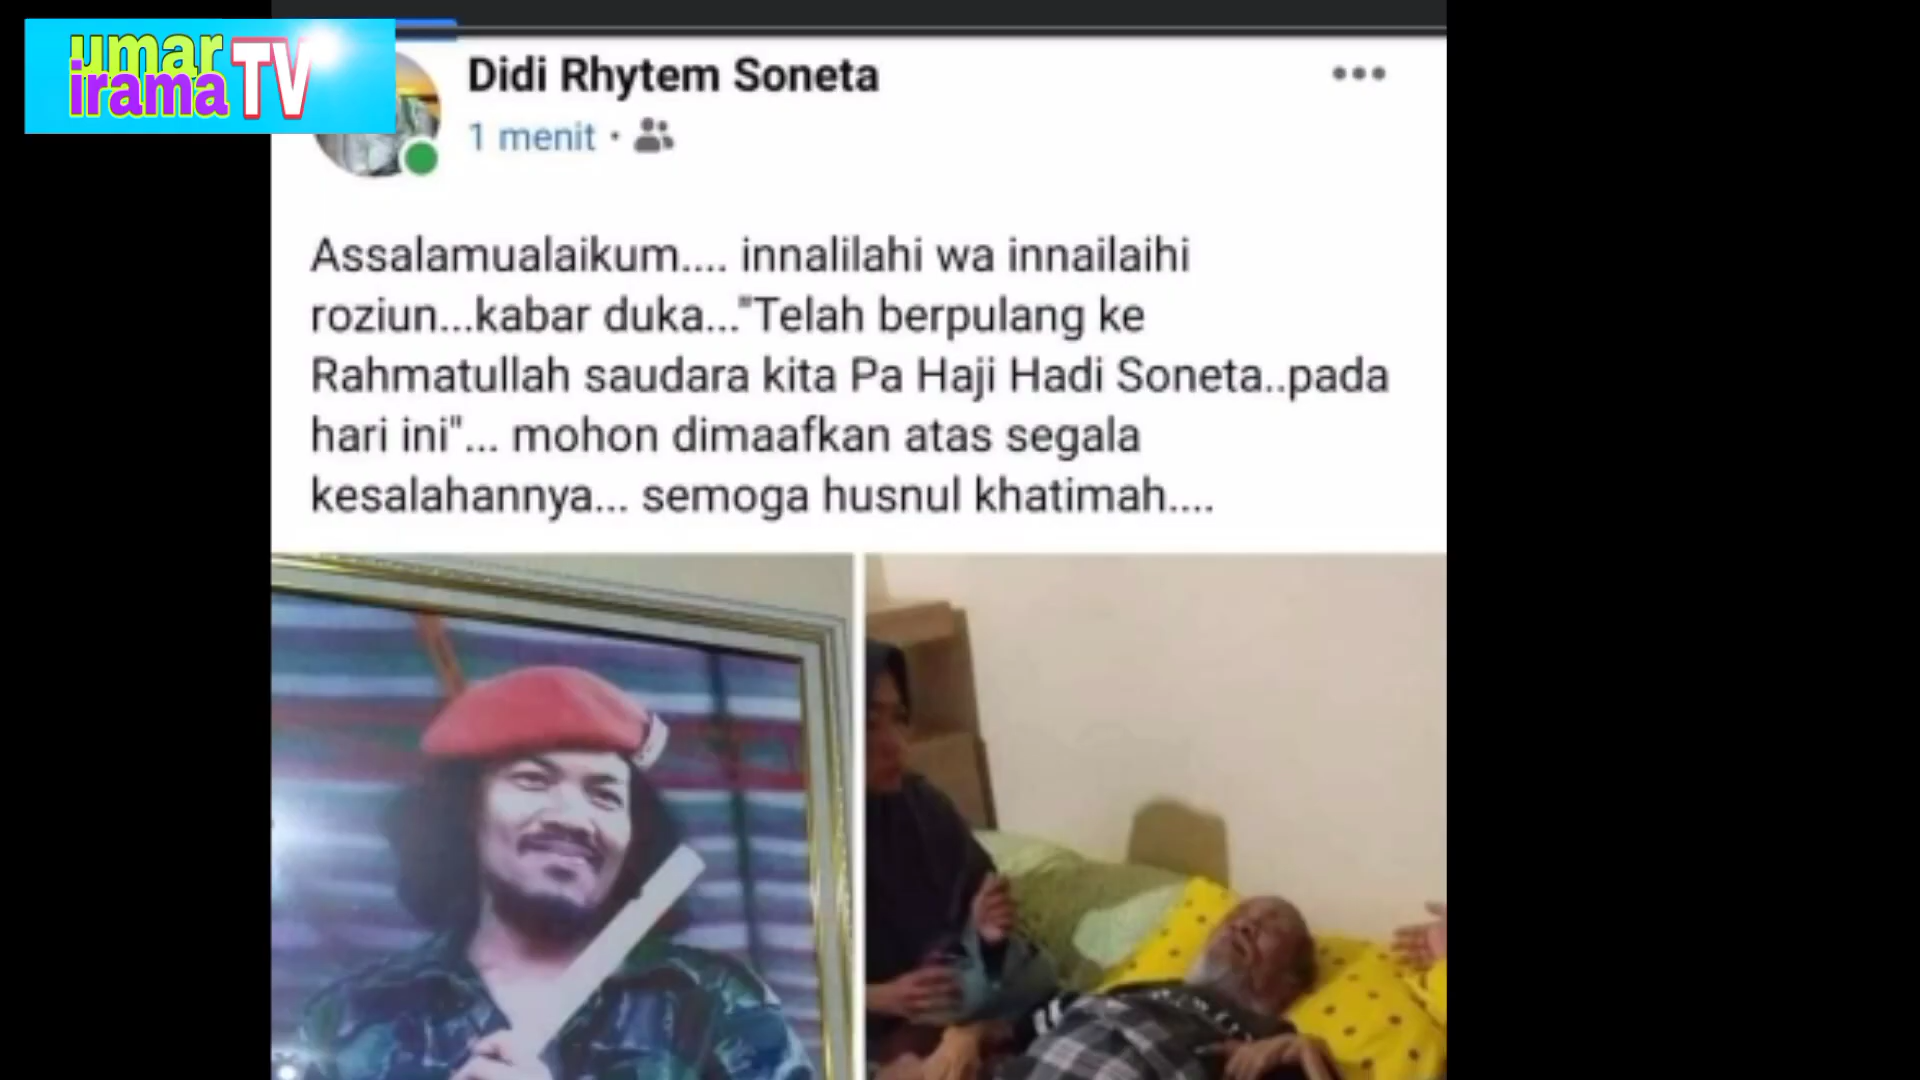 umar
irama TV
Didi Rhytem Soneta
1 menit
Assalamualaikum.... innalilahi wa innailaihi
roziun...kabar duka..."Telah berpulang ke
Rahmatullah saudara kita Pa Haji Hadi Soneta..pada
hari ini"... mohon dimaafkan atas segala
kesalahannya... semoga husnul khatimah....